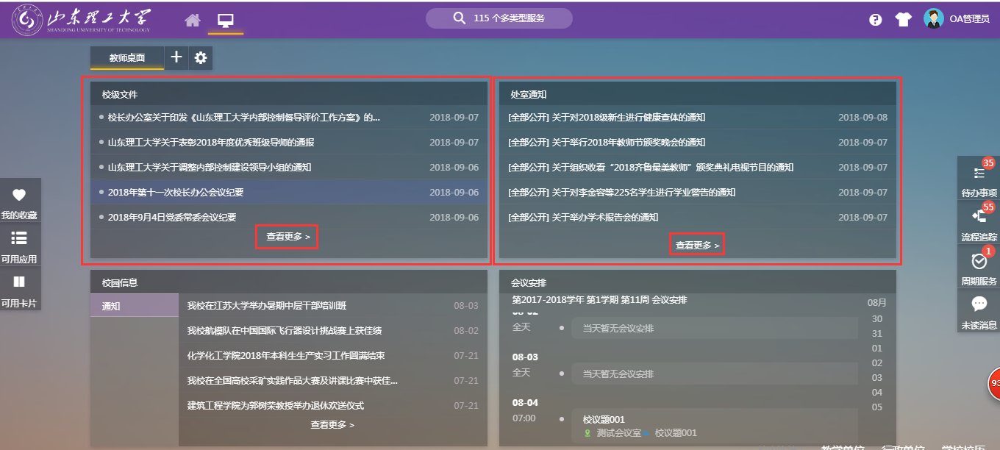 山东理工大学
SHANDONG UNIVERSITY OF TECHNOLOGY
115 个多类型服务
OA管理员
教师桌面
校级文件
校长办公室关于印发《山东理工大学内部控制督导评价工作方案》的... 2018-09-07
山东理工大学关于表彰2018年度优秀班级导师的通报 2018-09-07
山东理工大学关于调整内部控制建设领导小组的通知 2018-09-06
2018年第十一次校长办公会议纪要 2018-09-06
2018年9月4日党委常委会议纪要 2018-09-06
查看更多 >
处室通知
[全部公开] 关于对2018级新生进行健康查体的通知 2018-09-08
[全部公开] 关于举行2018年教师节颁奖晚会的通知 2018-09-07
[全部公开] 关于组织收看“2018齐鲁最美教师”颁奖典礼电视节目的通知 2018-09-07
[全部公开] 关于对李金容等225名学生进行学业警告的通知 2018-09-07
[全部公开] 关于举办学术报告会的通知 2018-09-07
查看更多 >
我的收藏
可用应用
可用卡片
35
待办事项
55
流程追踪
1
周期服务
未读消息
93
校园信息
通知
我校在江苏大学举办暑期中层干部培训班 08-03
我校航模队在中国国际飞行器设计挑战赛上获佳绩 08-02
化学化工学院2018年本科生生产实习工作圆满结束 07-21
我校在全国高校采矿实践作品大赛及讲课比赛中获佳... 07-21
建筑工程学院为郭树荣教授举办退休欢送仪式 07-21
查看更多 >
会议安排
第2017-2018学年 第1学期 第11周 会议安排
08-02
全天 当天暂无会议安排
08-03
全天 当天暂无会议安排
08-04
07:00 校议题001
测试会议室 校议题001
08月
30
31
01
02
03
04
05
教学单位 行政单位 学校校历